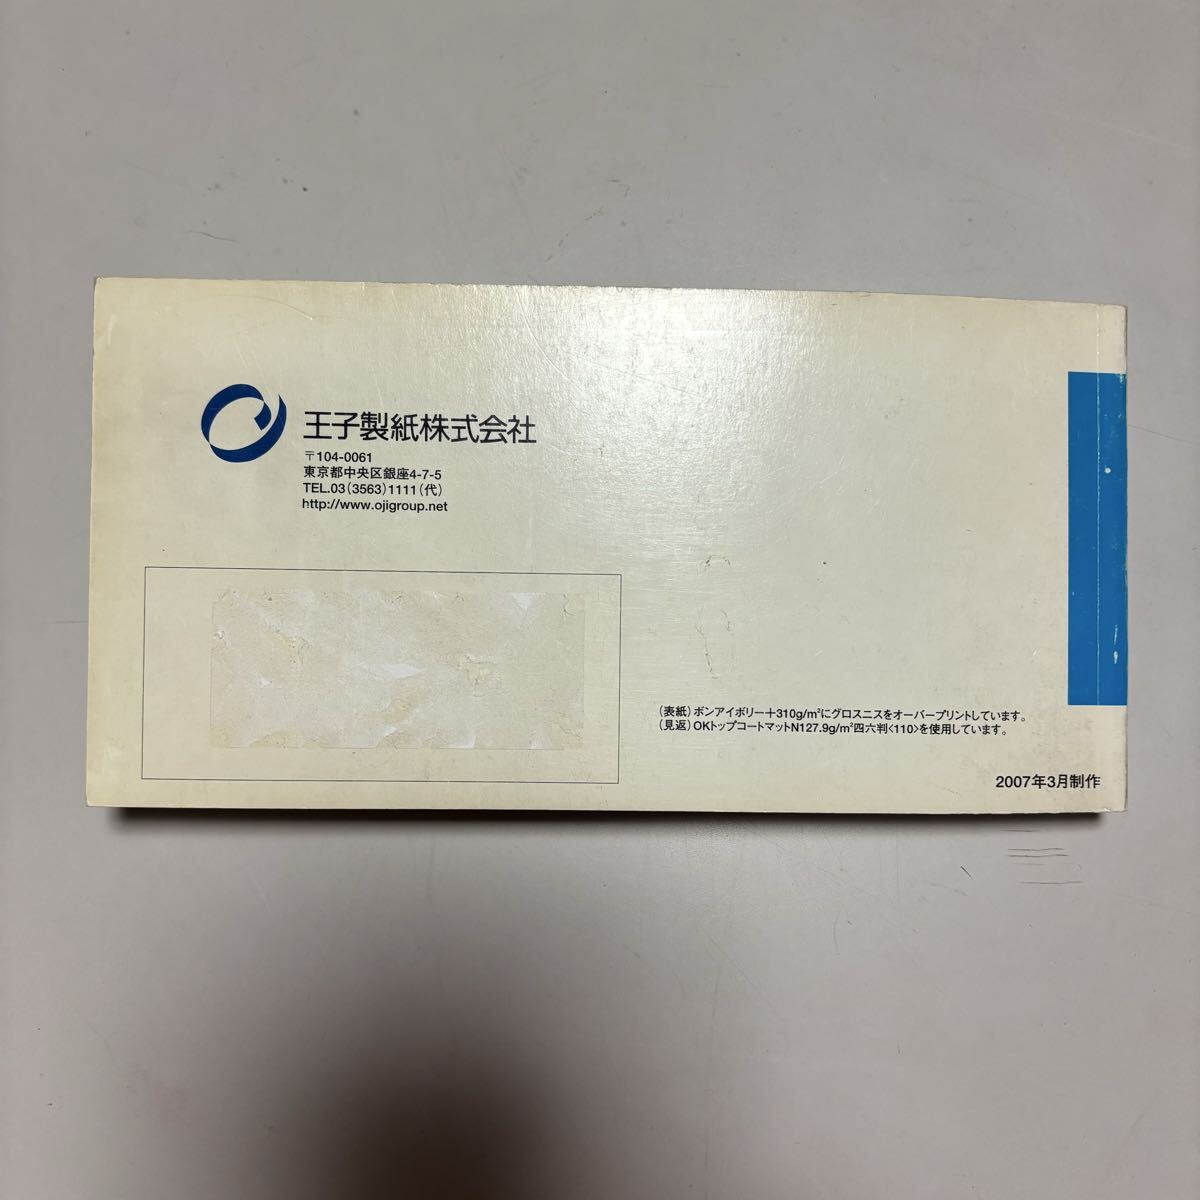 王子製紙株式会社
〒104-0061
東京都中央区銀座4-7-5
TEL.03(3563)1111(代)
http://www.ojigroup.net
(表紙)ボンアイボリー+310g/m²にグロスニスをオーバープリントしています。
(見返)OKトップコートマットN127.9g/m²四六判〈110〉を使用しています。
2007年3月制作